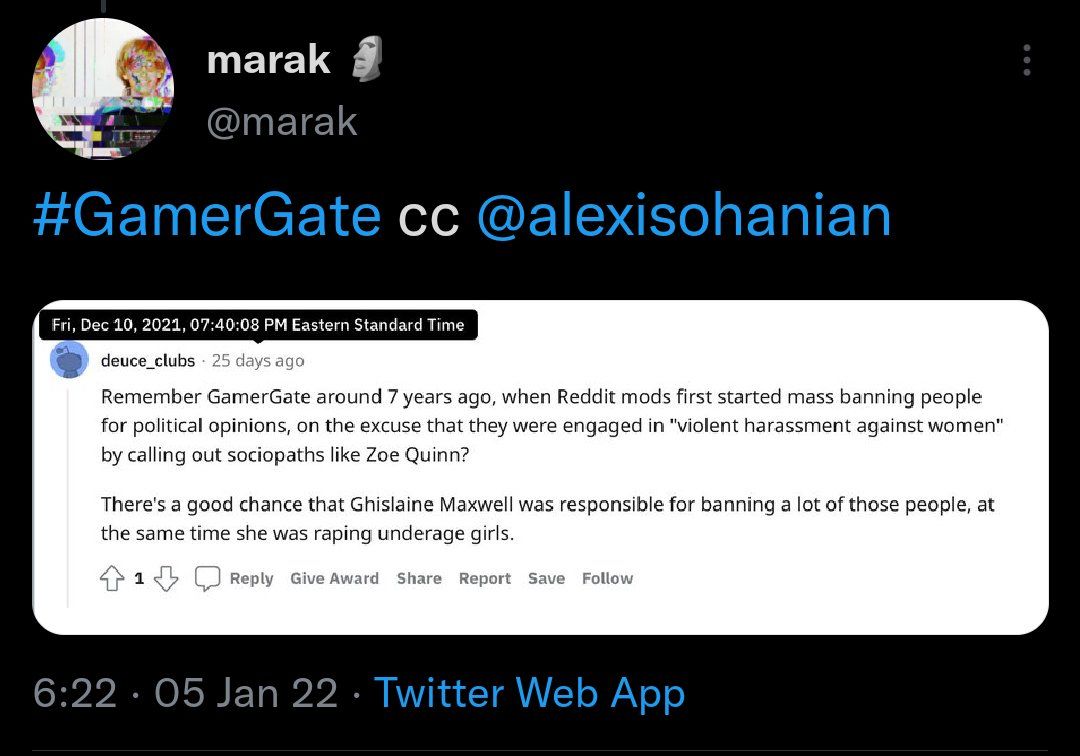 marak 🗿
@marak
#GamerGate cc @alexisohanian
Fri, Dec 10, 2021, 07:40:08 PM Eastern Standard Time
deuce_clubs · 25 days ago
Remember GamerGate around 7 years ago, when Reddit mods first started mass banning people
for political opinions, on the excuse that they were engaged in "violent harassment against women"
by calling out sociopaths like Zoe Quinn?
There's a good chance that Ghislaine Maxwell was responsible for banning a lot of those people, at
the same time she was raping underage girls.
1 Reply Give Award Share Report Save Follow
6:22 · 05 Jan 22 · Twitter Web App